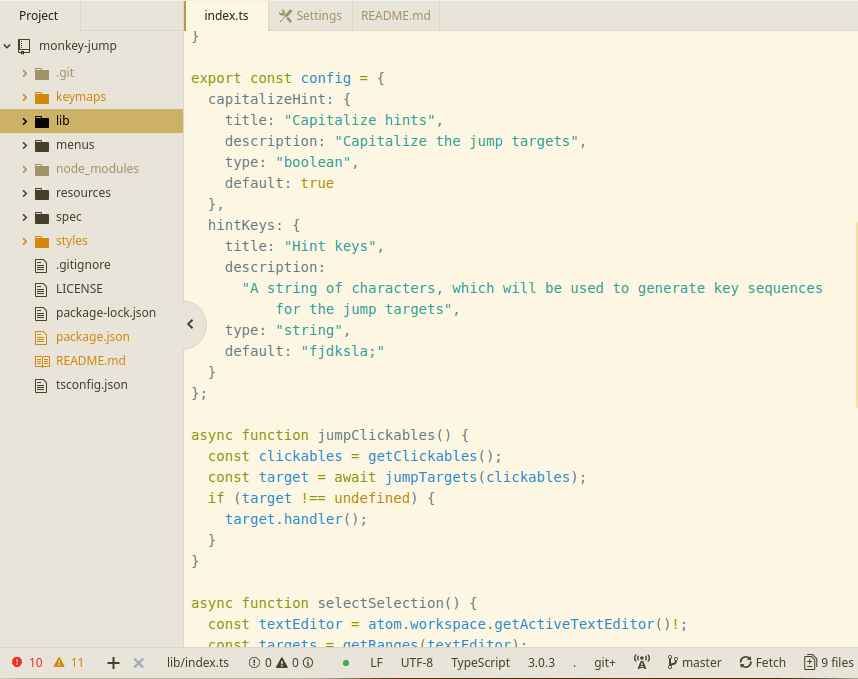 Project
index.ts
Settings
README.md
monkey-jump
.git
keymaps
lib
menus
node_modules
resources
spec
styles
.gitignore
LICENSE
package-lock.json
package.json
README.md
tsconfig.json
}
export const config = {
capitalizeHint: {
title: "Capitalize hints",
description: "Capitalize the jump targets",
type: "boolean",
default: true
},
hintKeys: {
title: "Hint keys",
description:
"A string of characters, which will be used to generate key sequences
for the jump targets",
type: "string",
default: "fjdksla;"
}
};
async function jumpClickables() {
const clickables = getClickables();
const target = await jumpTargets(clickables);
if (target !== undefined) {
target.handler();
}
}
async function selectSelection() {
const textEditor = atom.workspace.getActiveTextEditor()!;
const targets = getRanges(textEditor);
10 11 + × lib/index.ts 0 0 LF UTF-8 TypeScript 3.0.3 . git+ master Fetch 9 files